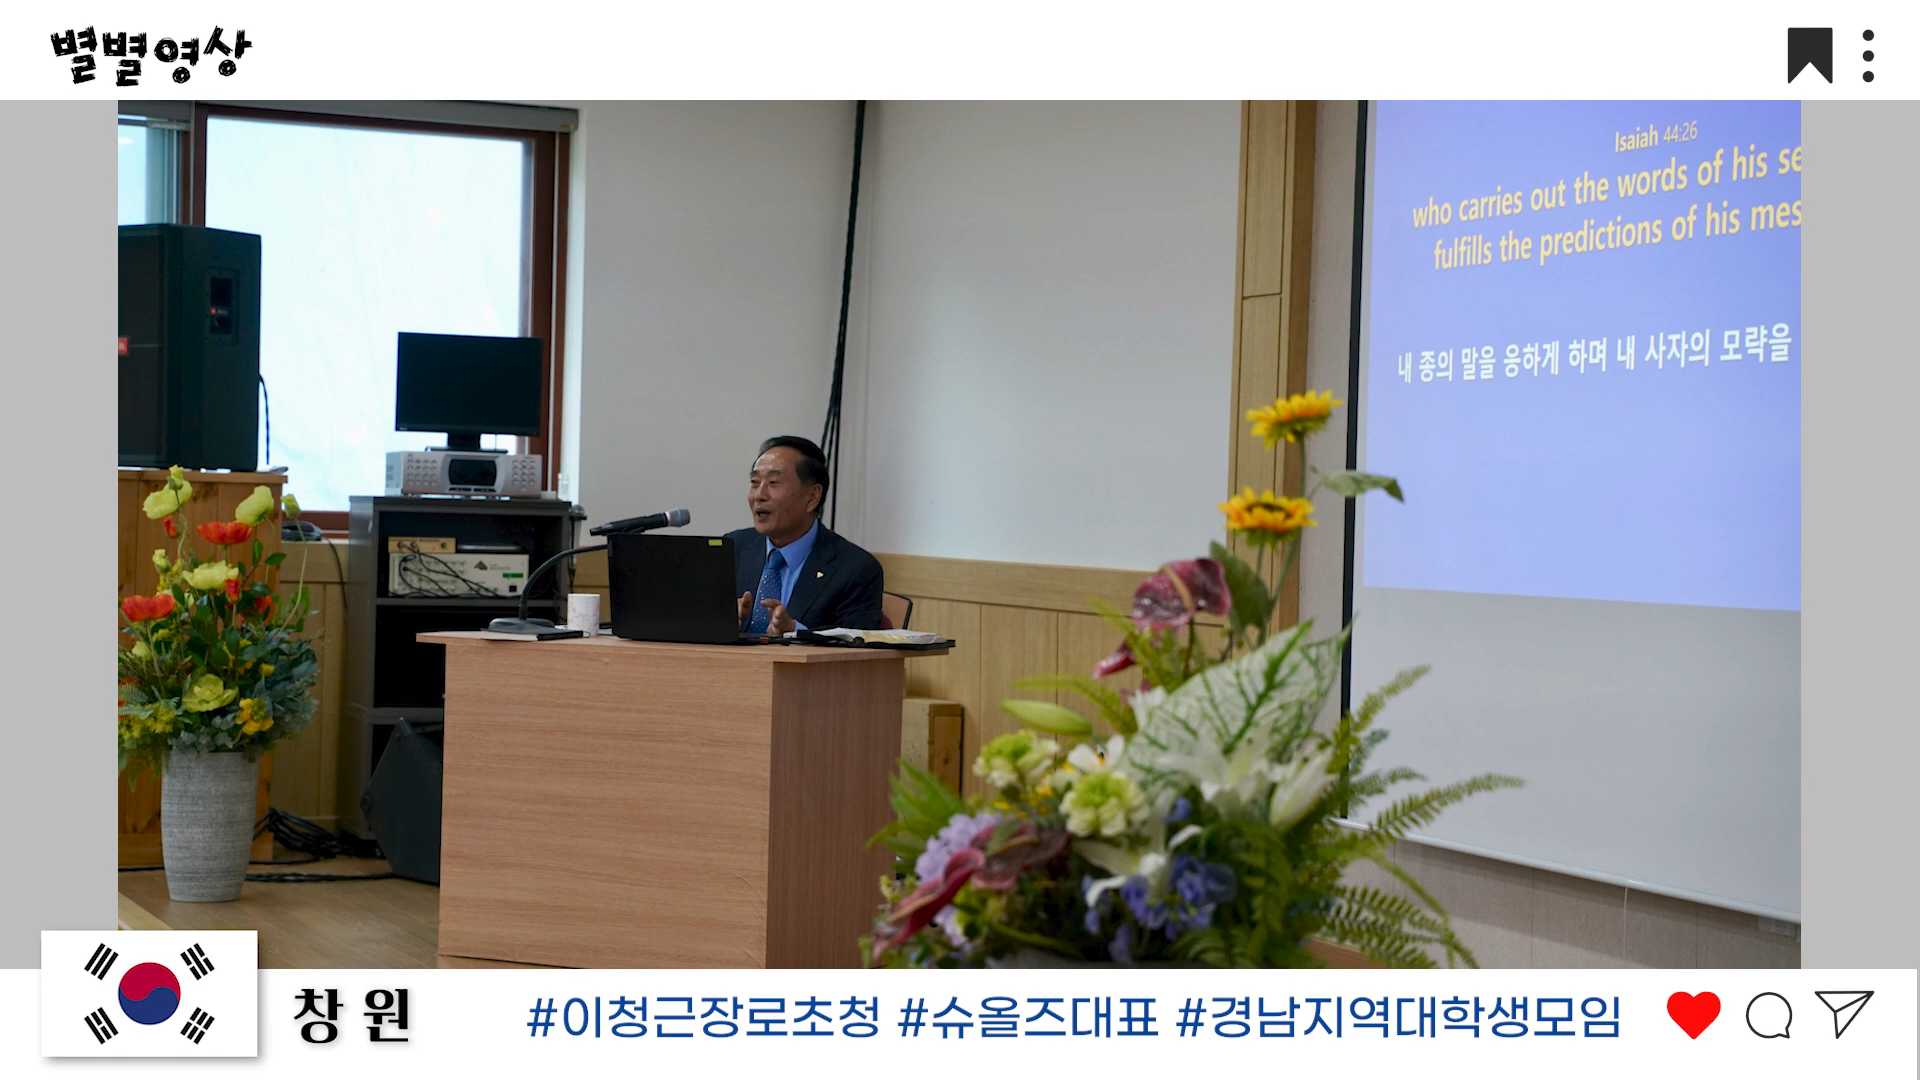 별별영상
Isaiah 44:26
who carries out the words of his se
fulfills the predictions of his mes
내 종의 말을 응하게 하며 내 사자의 모략을
창원
#이청근장로초청 #슈올즈대표 #경남지역대학생모임